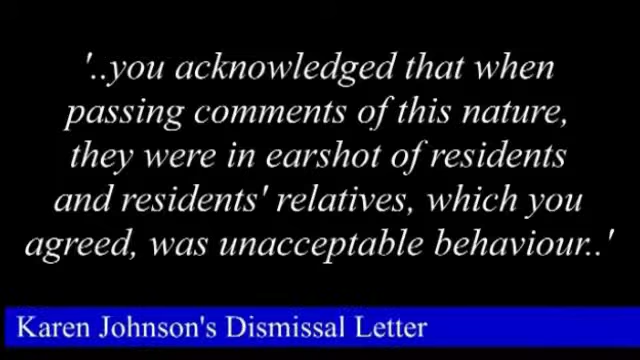 '..you acknowledged that when
passing comments of this nature,
they were in earshot of residents
and residents' relatives, which you
agreed, was unacceptable behaviour..'
Karen Johnson's Dismissal Letter